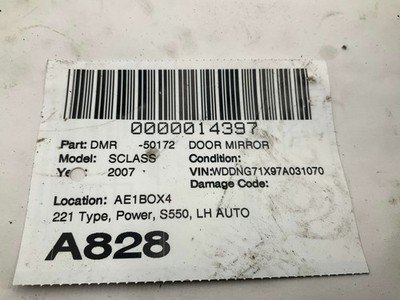 0000014397
Part: DMR -50172 DOOR MIRROR
Model: SCLASS Condition:
2007 VIN:WDDNG71X97A031070
Damage Code:
Location: AE1BOX4
221 Type, Power, S550, LH AUTO
A828